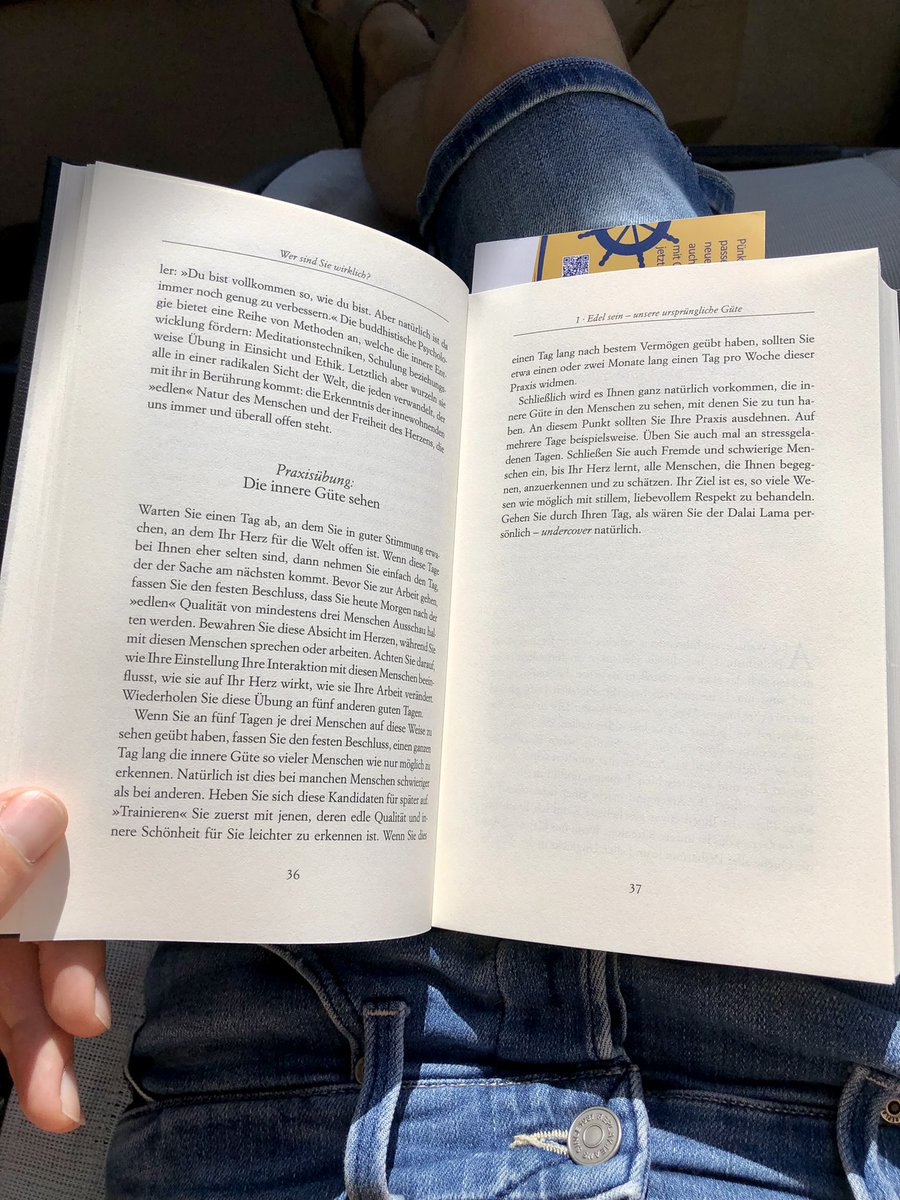 Wer sind Sie wirklich?
ler: »Du bist vollkommen so, wie du bist. Aber natürlich ist da
immer noch genug zu verbessern.« Die buddhistische Psycholo-
gie bietet eine Reihe von Methoden an, welche die innere Ent-
wicklung fördern: Meditationstechniken, Schulung beziehungs-
weise Übung in Einsicht und Ethik. Letztlich aber wurzeln sie
alle in einer radikalen Sicht der Welt, die jeden verwandelt, der
mit ihr in Berührung kommt: die Erkenntnis der innewohnenden
»edlen« Natur des Menschen und der Freiheit des Herzens, die
uns immer und überall offen steht.
Praxisübung:
Die innere Güte sehen
Warten Sie einen Tag ab, an dem Sie in guter Stimmung erwa-
chen, an dem Ihr Herz für die Welt offen ist. Wenn diese Tage
bei Ihnen eher selten sind, dann nehmen Sie einfach den Tag,
der der Sache am nächsten kommt. Bevor Sie zur Arbeit gehen,
fassen Sie den festen Beschluss, dass Sie heute Morgen nach der
»edlen« Qualität von mindestens drei Menschen Ausschau hal-
ten werden. Bewahren Sie diese Absicht im Herzen, während Sie
mit diesen Menschen sprechen oder arbeiten. Achten Sie darauf,
wie Ihre Einstellung Ihre Interaktion mit diesen Menschen beein-
flusst, wie sie auf Ihr Herz wirkt, wie sie Ihre Arbeit verändert.
Wiederholen Sie diese Übung an fünf anderen guten Tagen.
Wenn Sie an fünf Tagen je drei Menschen auf diese Weise zu
sehen geübt haben, fassen Sie den festen Beschluss, einen ganzen
Tag lang die innere Güte so vieler Menschen wie nur möglich zu
erkennen. Natürlich ist dies bei manchen Menschen schwieriger
als bei anderen. Heben Sie sich diese Kandidaten für später auf.
»Trainieren« Sie zuerst mit jenen, deren edle Qualität und in-
nere Schönheit für Sie leichter zu erkennen ist. Wenn Sie dies
36
Pünk
passe
neue
auch
mit
jetzt
1 · Edel sein – unsere ursprüngliche Güte
einen Tag lang nach bestem Vermögen geübt haben, sollten Sie
etwa einen oder zwei Monate lang einen Tag pro Woche dieser
Praxis widmen.
Schließlich wird es Ihnen ganz natürlich vorkommen, die in-
nere Güte in den Menschen zu sehen, mit denen Sie zu tun ha-
ben. An diesem Punkt sollten Sie Ihre Praxis ausdehnen. Auf
mehrere Tage beispielsweise. Üben Sie auch mal an stressgela-
denen Tagen. Schließen Sie auch Fremde und schwierige Men-
schen ein, bis Ihr Herz lernt, alle Menschen, die Ihnen begeg-
nen, anzuerkennen und zu schätzen. Ihr Ziel ist es, so viele We-
sen wie möglich mit stillem, liebevollem Respekt zu behandeln.
Gehen Sie durch Ihren Tag, als wären Sie der Dalai Lama per-
sönlich – undercover natürlich.
37